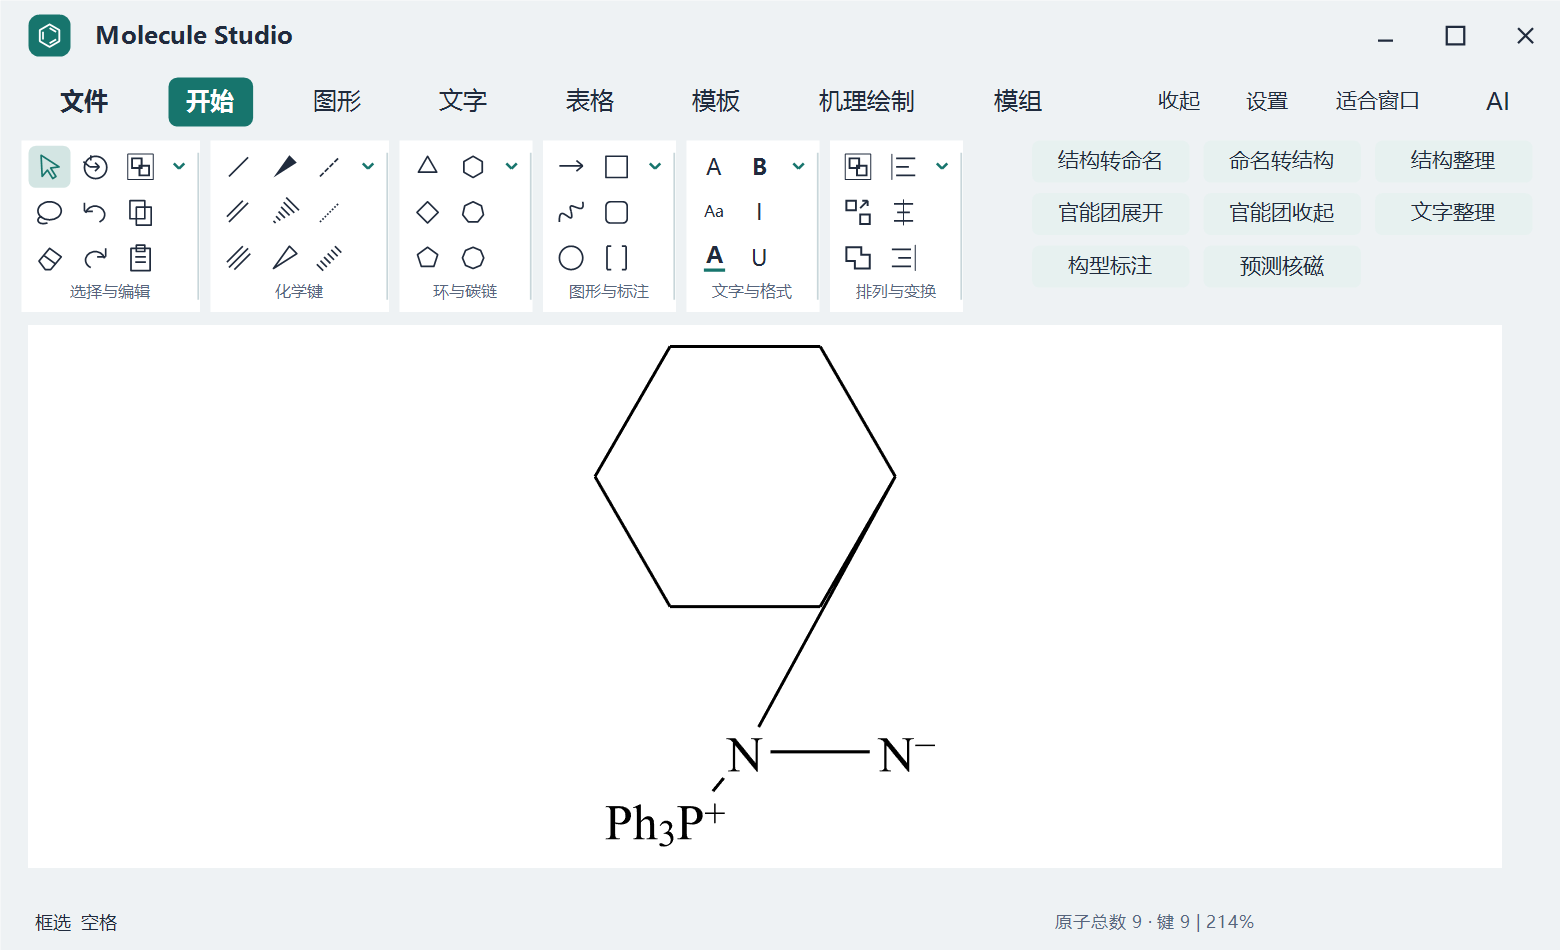 Molecule Studio
文件 开始 图形 文字 表格 模板 机理绘制 模组 收起 设置 适合窗口 AI
A B
Aa I
A U
选择与编辑 化学键 环与碳链 图形与标注 文字与格式 排列与变换
结构转命名 命名转结构 结构整理
官能团展开 官能团收起 文字整理
构型标注 预测核磁
N N−
Ph3P+
框选 空格 原子总数 9 · 键 9 | 214%